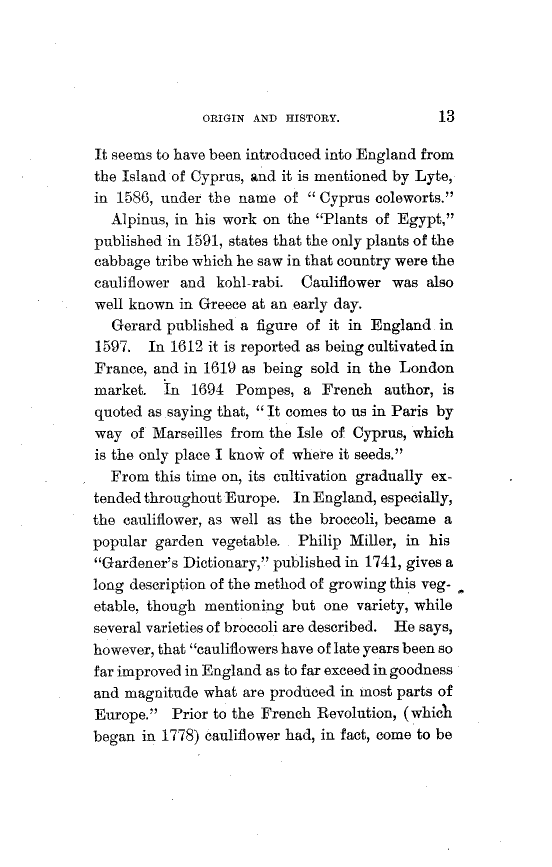 ORIGIN AND HISTORY. 13
It seems to have been introduced into England from
the Island of Cyprus, and it is mentioned by Lyte,
in 1586, under the name of “Cyprus coleworts.”
Alpinus, in his work on the “Plants of Egypt,”
published in 1591, states that the only plants of the
cabbage tribe which he saw in that country were the
cauliflower and kohl-rabi. Cauliflower was also
well known in Greece at an early day.
Gerard published a figure of it in England in
1597. In 1612 it is reported as being cultivated in
France, and in 1619 as being sold in the London
market. In 1694 Pompes, a French author, is
quoted as saying that, “It comes to us in Paris by
way of Marseilles from the Isle of Cyprus, which
is the only place I know of where it seeds.”
From this time on, its cultivation gradually ex-
tended throughout Europe. In England, especially,
the cauliflower, as well as the broccoli, became a
popular garden vegetable. Philip Miller, in his
“Gardener’s Dictionary,” published in 1741, gives a
long description of the method of growing this veg-
etable, though mentioning but one variety, while
several varieties of broccoli are described. He says,
however, that “cauliflowers have of late years been so
far improved in England as to far exceed in goodness
and magnitude what are produced in most parts of
Europe.” Prior to the French Revolution, (which
began in 1778) cauliflower had, in fact, come to be